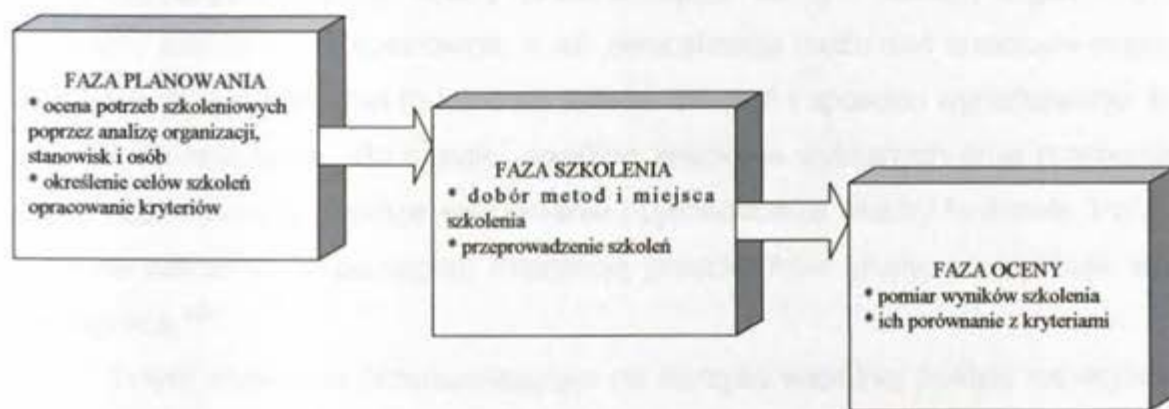 FAZA PLANOWANIA
* ocena potrzeb szkoleniowych
poprzez analizę organizacji,
stanowisk i osób
* określenie celów szkoleń
opracowanie kryteriów
FAZA SZKOLENIA
* dobór metod i miejsca
szkolenia
* przeprowadzenie szkoleń
FAZA OCENY
* pomiar wyników szkolenia
* ich porównanie z kryteriami